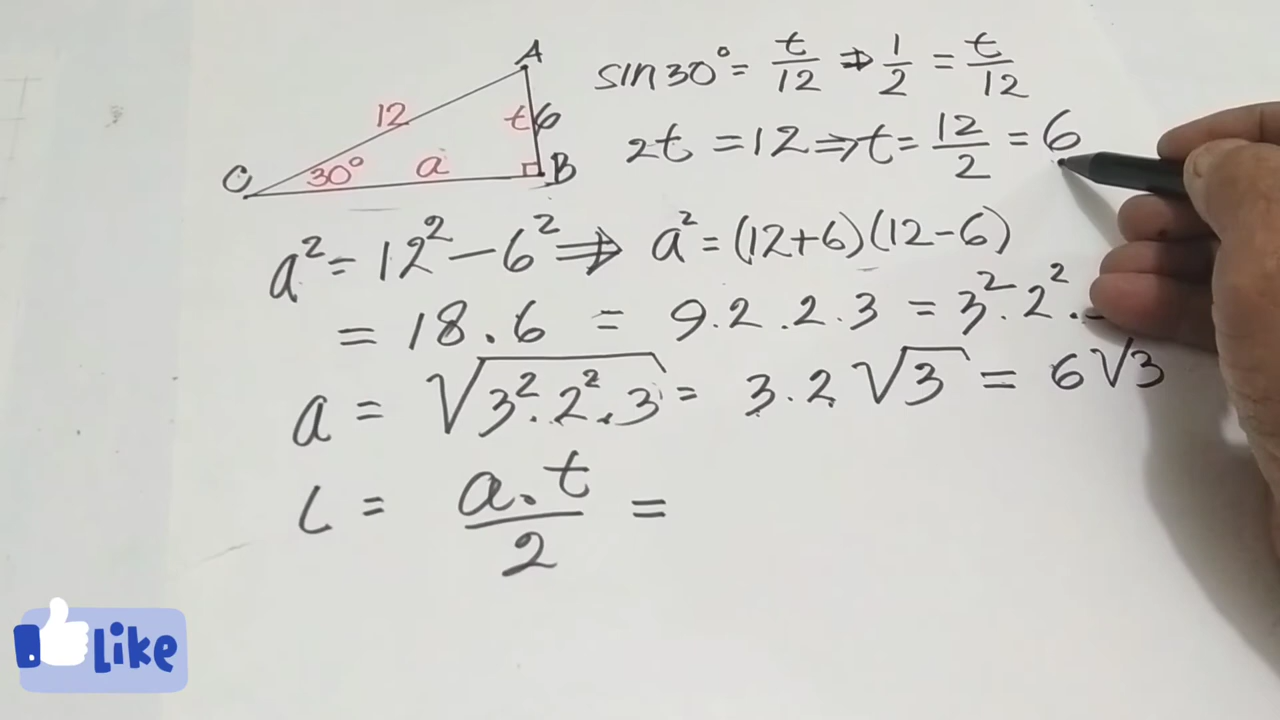 A
12
t 6
C
30°
a
B
sin 30° = t/12 ⇒ 1/2 = t/12
2t = 12 ⇒ t = 12/2 = 6
a² = 12² - 6² ⇒ a² = (12+6)(12-6)
= 18 . 6 = 9 . 2 . 2 . 3 = 3² . 2² .
a = √3² . 2² . 3 = 3 . 2 √3 = 6√3
L = a . t/2 =
Like